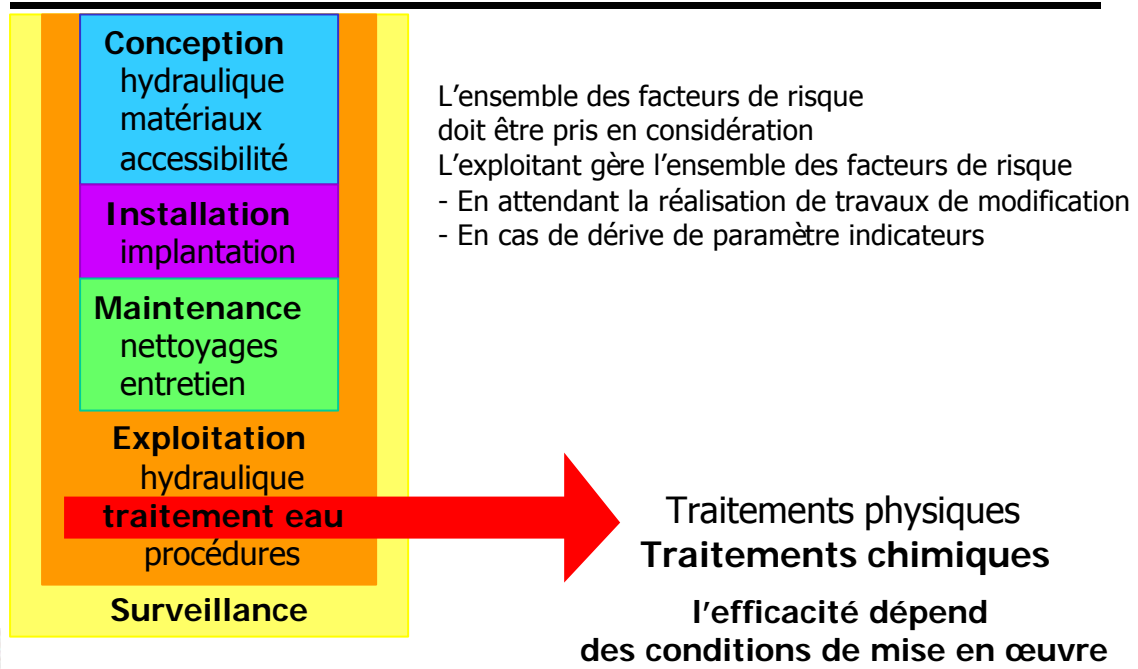 Conception
hydraulique
matériaux
accessibilité
Installation
implantation
Maintenance
nettoyages
entretien
Exploitation
hydraulique
traitement eau
procédures
Surveillance
L'ensemble des facteurs de risque
doit être pris en considération
L'exploitant gère l'ensemble des facteurs de risque
- En attendant la réalisation de travaux de modification
- En cas de dérive de paramètre indicateurs
Traitements physiques
Traitements chimiques
l'efficacité dépend
des conditions de mise en œuvre